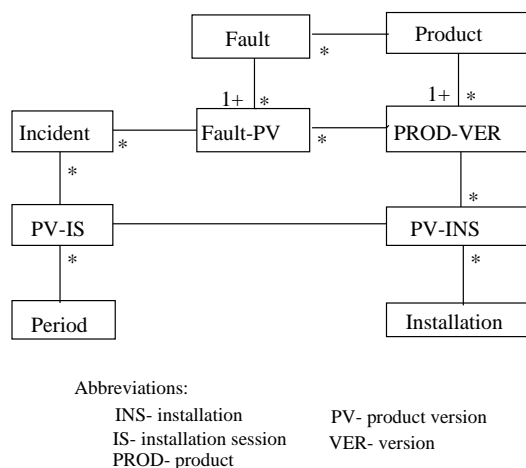 Fault
Product
*
1+
*
1+
*
Incident
Fault-PV
PROD-VER
*
*
*
*
PV-IS
PV-INS
*
*
Period
Installation
Abbreviations:
INS- installation
PV- product version
IS- installation session
VER- version
PROD- product